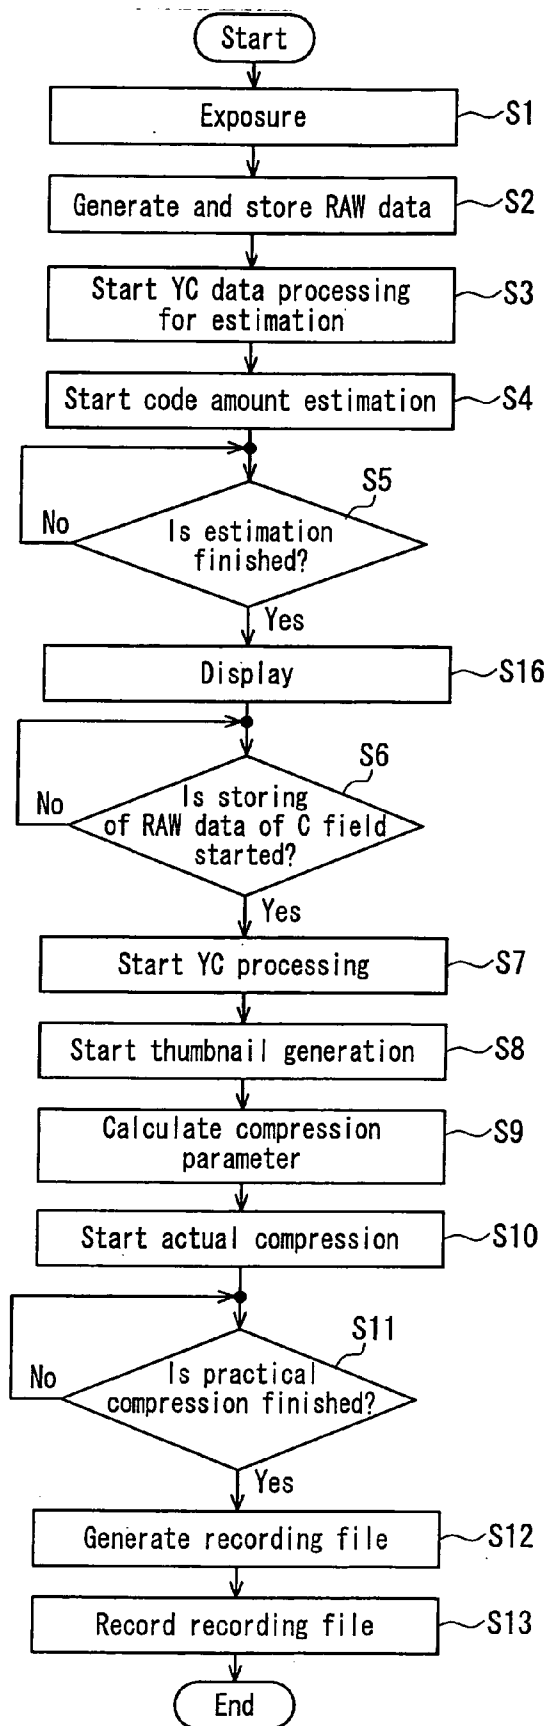 Start
Exposure
S1
Generate and store RAW data
S2
Start YC data processing
for estimation
S3
Start code amount estimation
S4
S5
No
Is estimation
finished?
Yes
Display
S16
S6
No
Is storing
of RAW data of C field
started?
Yes
Start YC processing
S7
Start thumbnail generation
S8
Calculate compression
parameter
S9
Start actual compression
S10
S11
No
Is practical
compression finished?
Yes
Generate recording file
S12
Record recording file
S13
End